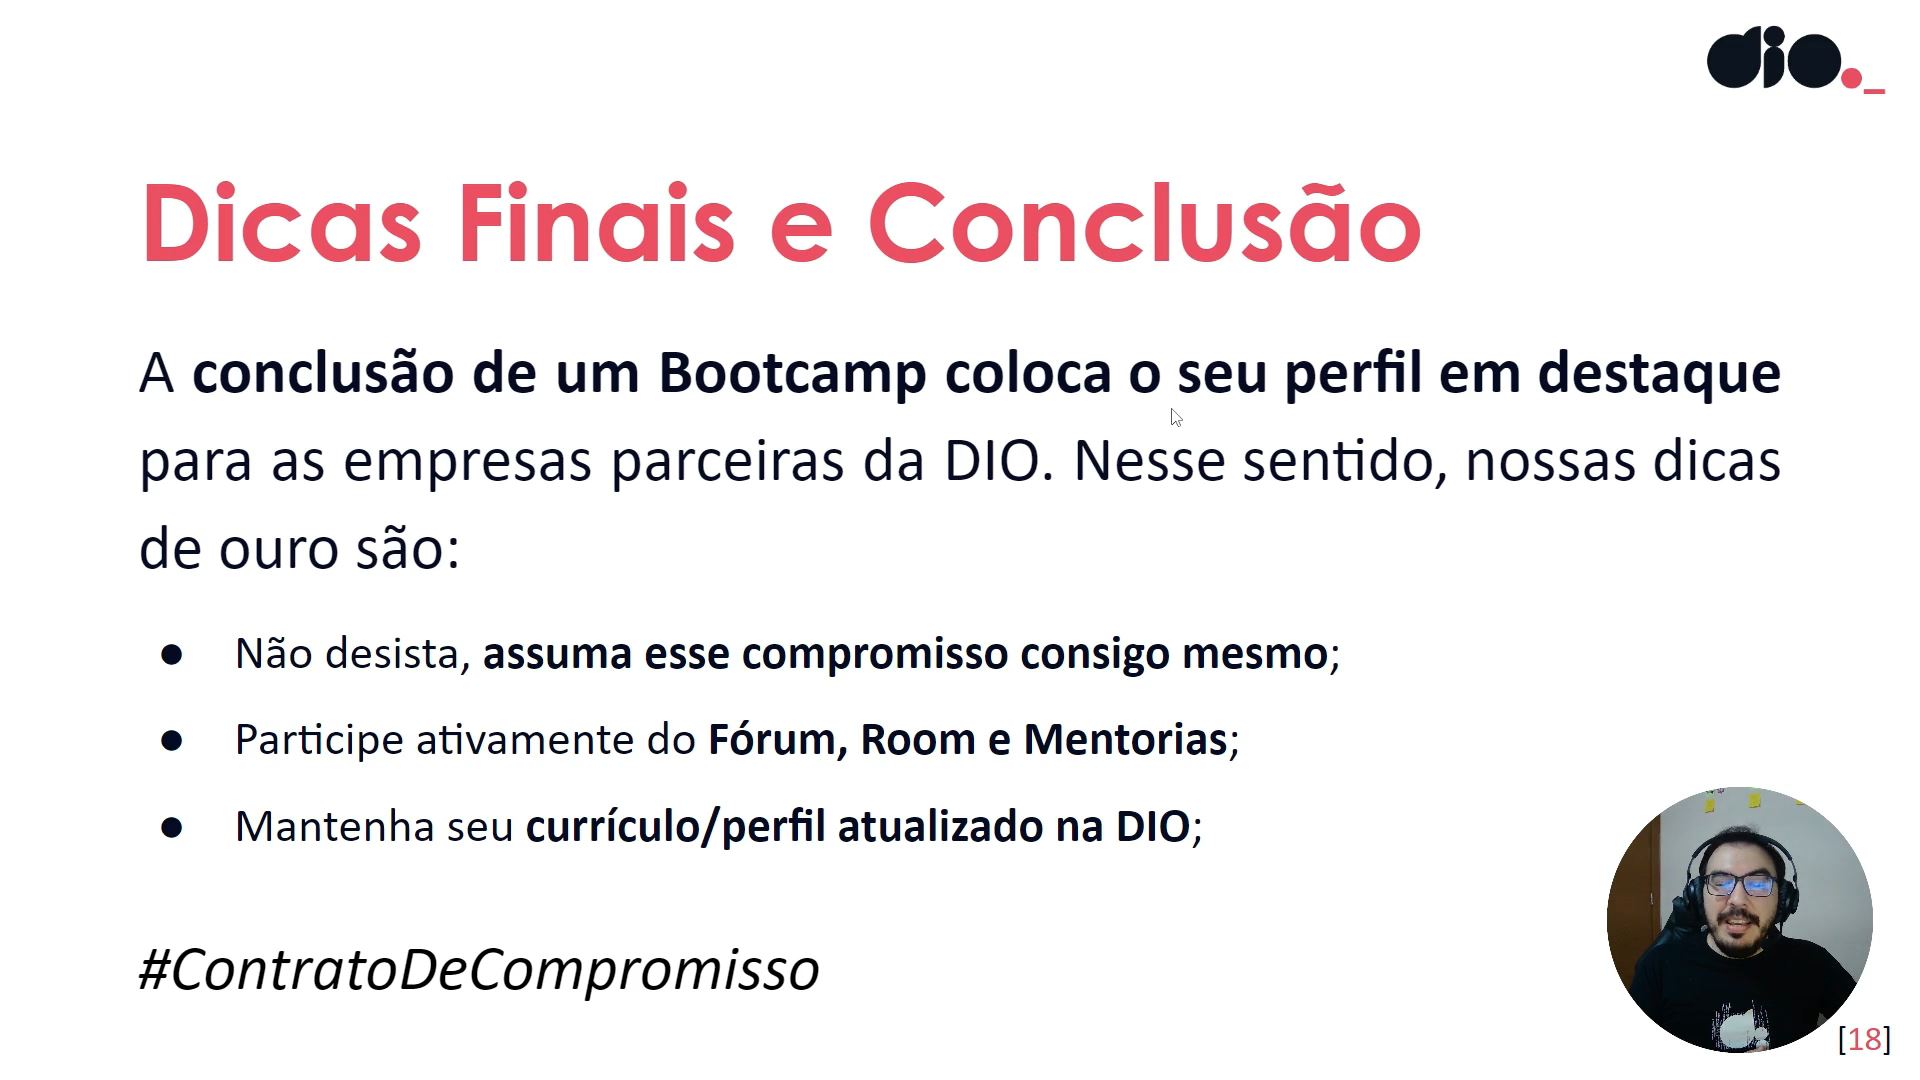 dio._
Dicas Finais e Conclusão
A conclusão de um Bootcamp coloca o seu perfil em destaque
para as empresas parceiras da DIO. Nesse sentido, nossas dicas
de ouro são:
● Não desista, assuma esse compromisso consigo mesmo;
● Participe ativamente do Fórum, Room e Mentorias;
● Mantenha seu currículo/perfil atualizado na DIO;
#ContratoDeCompromisso
[18]